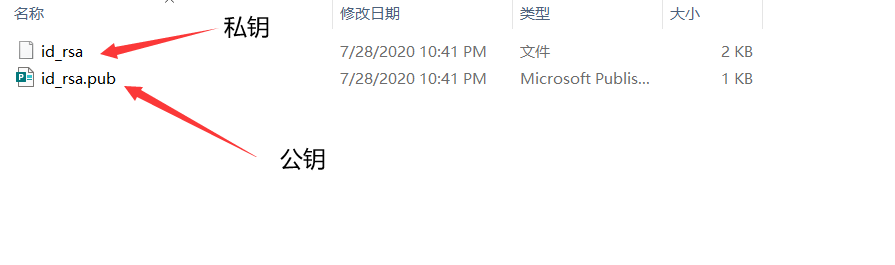 名称 修改日期 类型 大小
私钥
id_rsa 7/28/2020 10:41 PM 文件 2 KB
id_rsa.pub 7/28/2020 10:41 PM Microsoft Publis... 1 KB
公钥